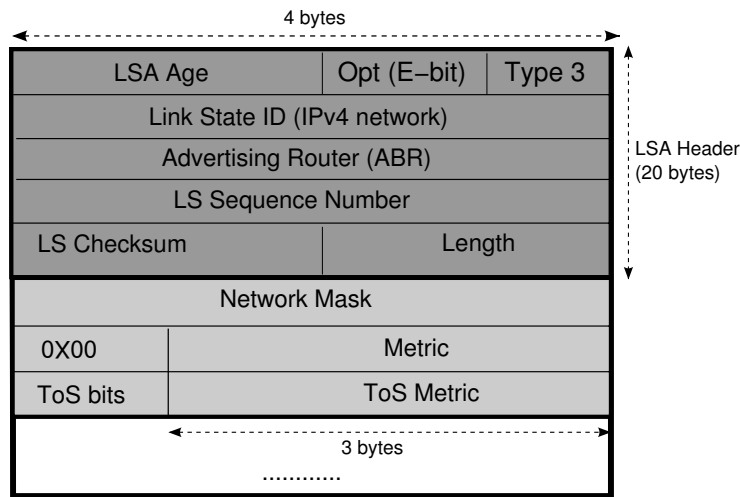 4 bytes
LSA Age Opt (E−bit) Type 3
Link State ID (IPv4 network)
Advertising Router (ABR)
LSA Header
(20 bytes)
LS Sequence Number
LS Checksum Length
Network Mask
0X00 Metric
ToS bits ToS Metric
3 bytes
............